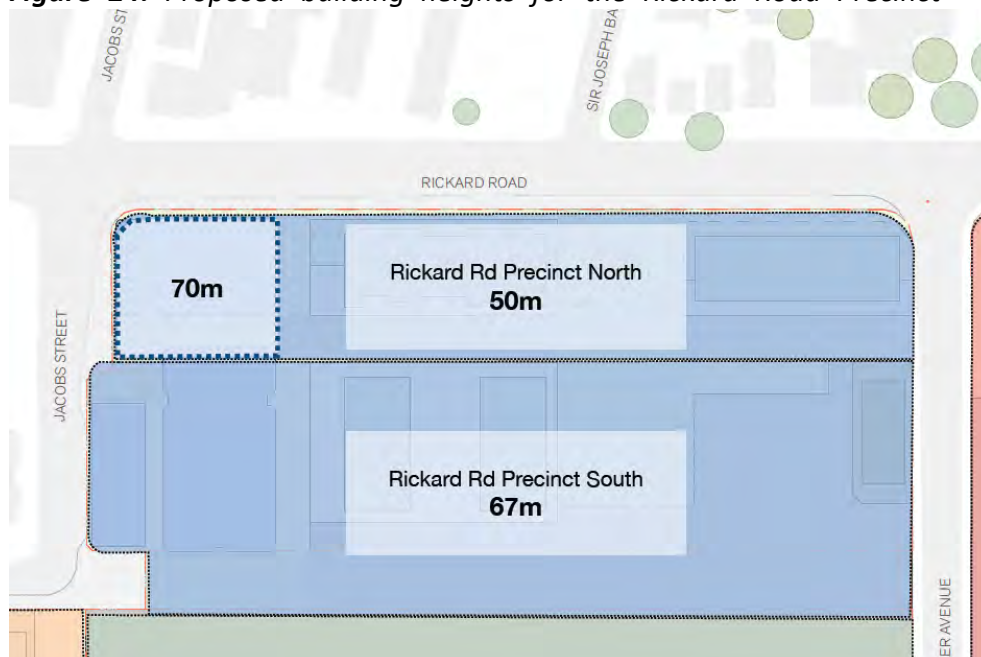 Proposed building heights for the Rickard Road Precinct
JACOBS ST
SIR JOSEPH BA
RICKARD ROAD
70m
Rickard Rd Precinct North
50m
JACOBS STREET
Rickard Rd Precinct South
67m
ER AVENUE